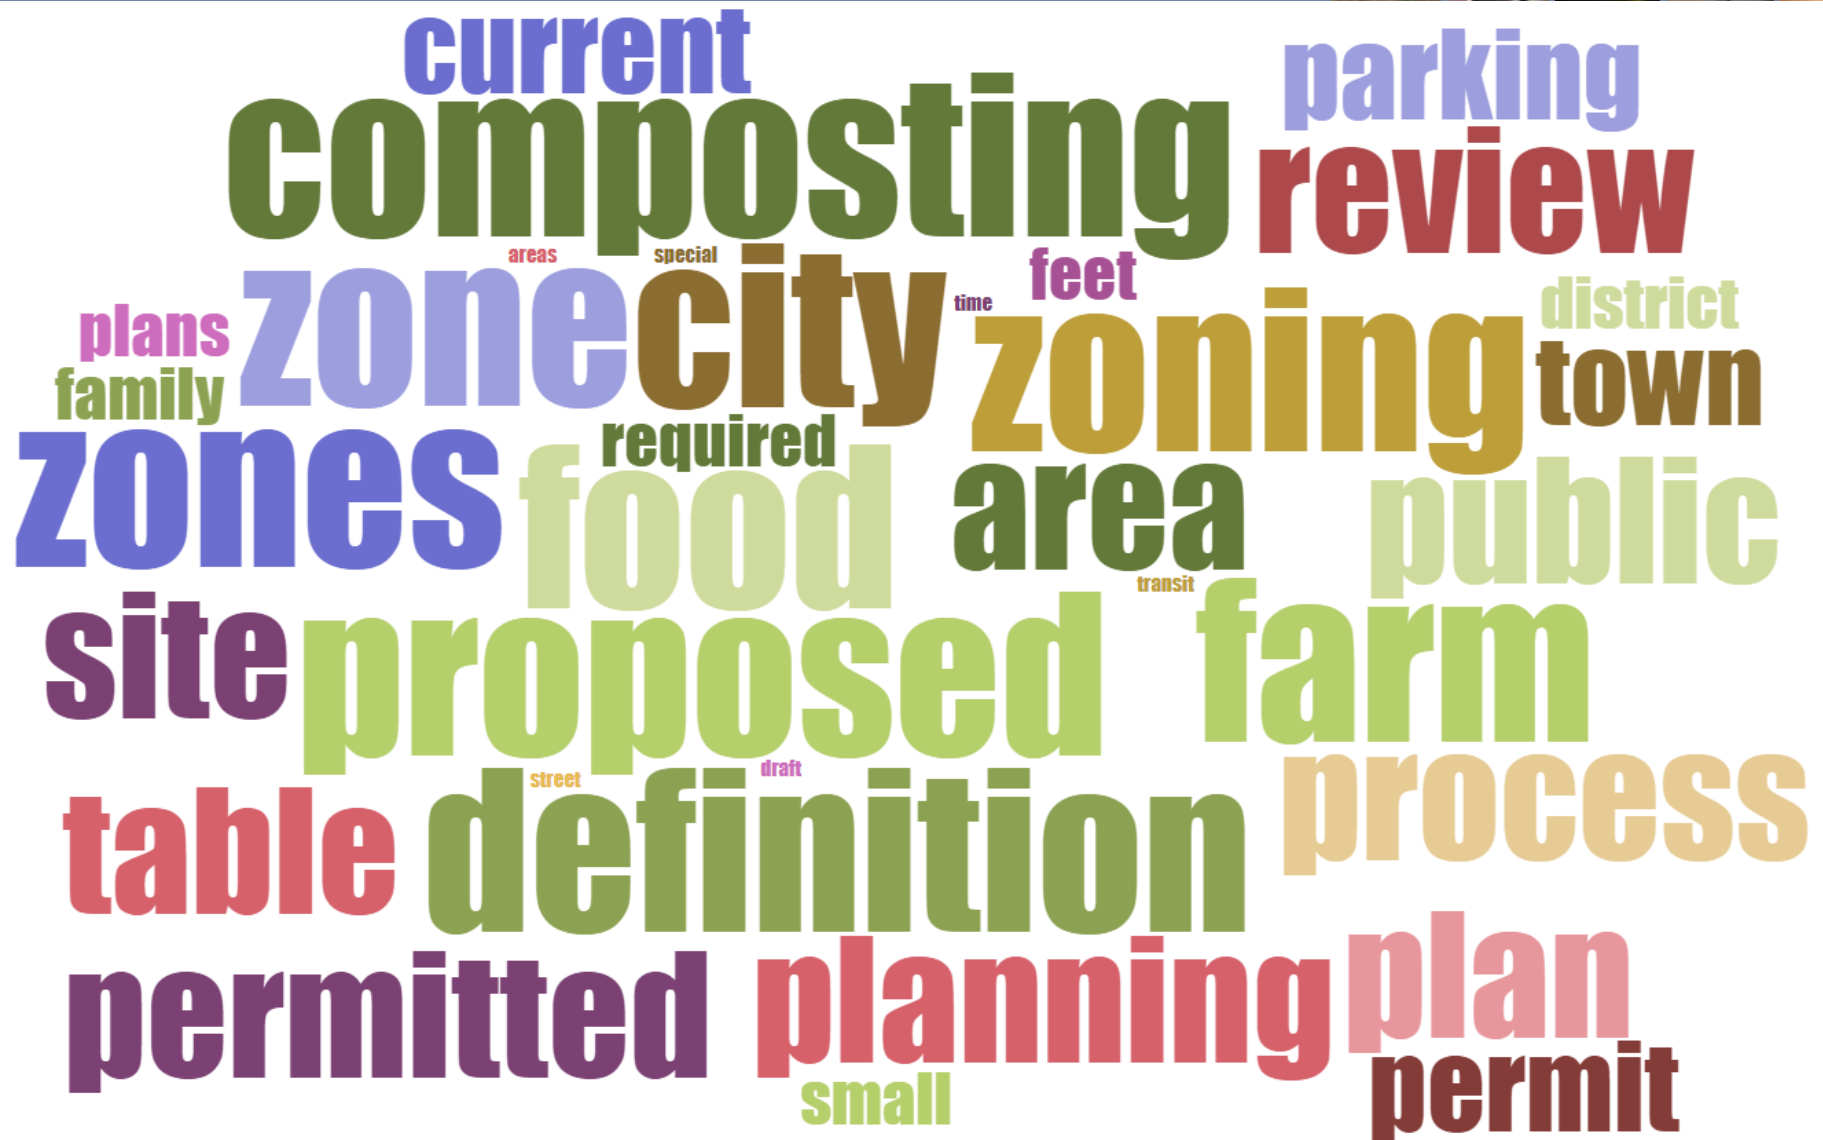 current
parking
composting
review
areas special
feet
zone city
time
plans
zoning
district
family
town
required
zones
food
area
public
transit
site
proposed
farm
street
draft
process
table
definition
permitted
planning
plan
small
permit